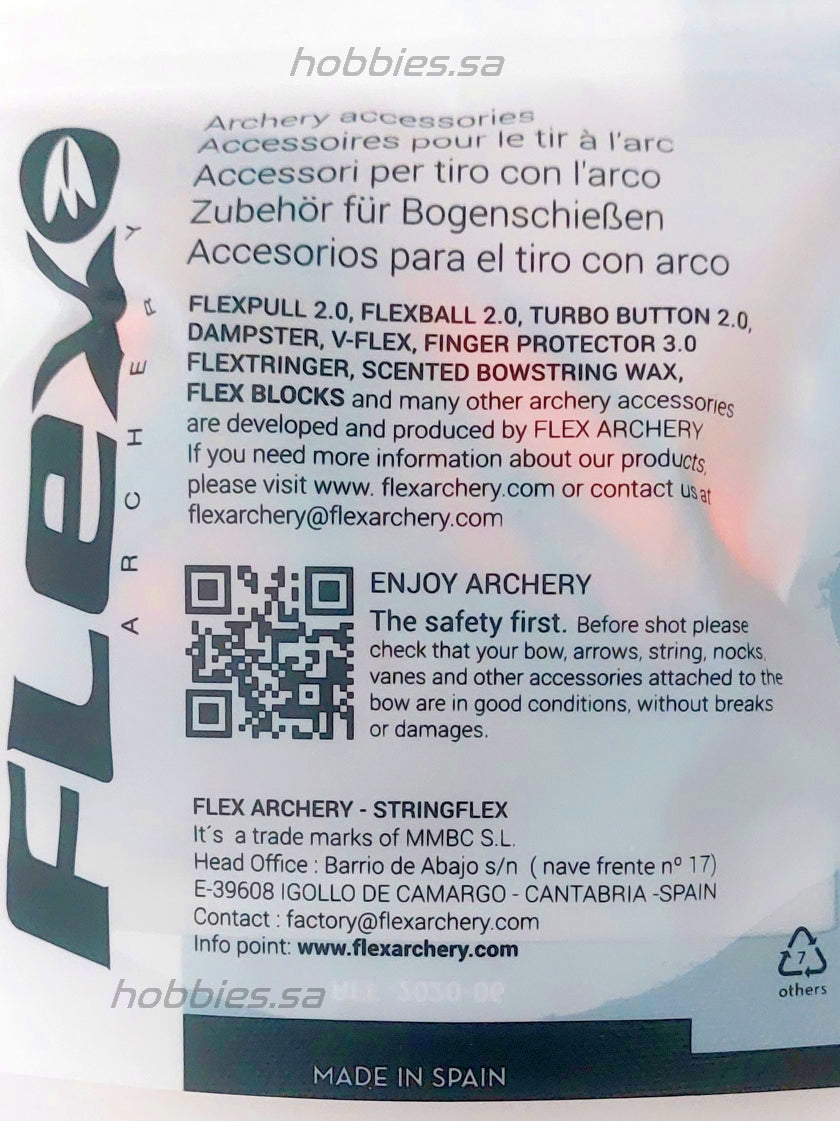 hobbies.sa
Archery accessories
Accessoires pour le tir à l'arc
Accessori per tiro con l'arco
Zubehör für Bogenschießen
Accesorios para el tiro con arco
FLEX
ARCHERY
FLEXPULL 2.0, FLEXBALL 2.0, TURBO BUTTON 2.0,
DAMPSTER, V-FLEX, FINGER PROTECTOR 3.0
FLEXTRINGER, SCENTED BOWSTRING WAX,
FLEX BLOCKS and many other archery accessories
are developed and produced by FLEX ARCHERY
If you need more information about our products,
please visit www. flexarchery.com or contact us at
flexarchery@flexarchery.com
ENJOY ARCHERY
The safety first. Before shot please
check that your bow, arrows, string, nocks,
vanes and other accessories attached to the
bow are in good conditions, without breaks
or damages.
FLEX ARCHERY - STRINGFLEX
It´s a trade marks of MMBC S.L.
Head Office : Barrio de Abajo s/n ( nave frente nº 17)
E-39608 IGOLLO DE CAMARGO - CANTABRIA -SPAIN
Contact : factory@flexarchery.com
Info point: www.flexarchery.com
7
others
hobbies.sa
MADE IN SPAIN